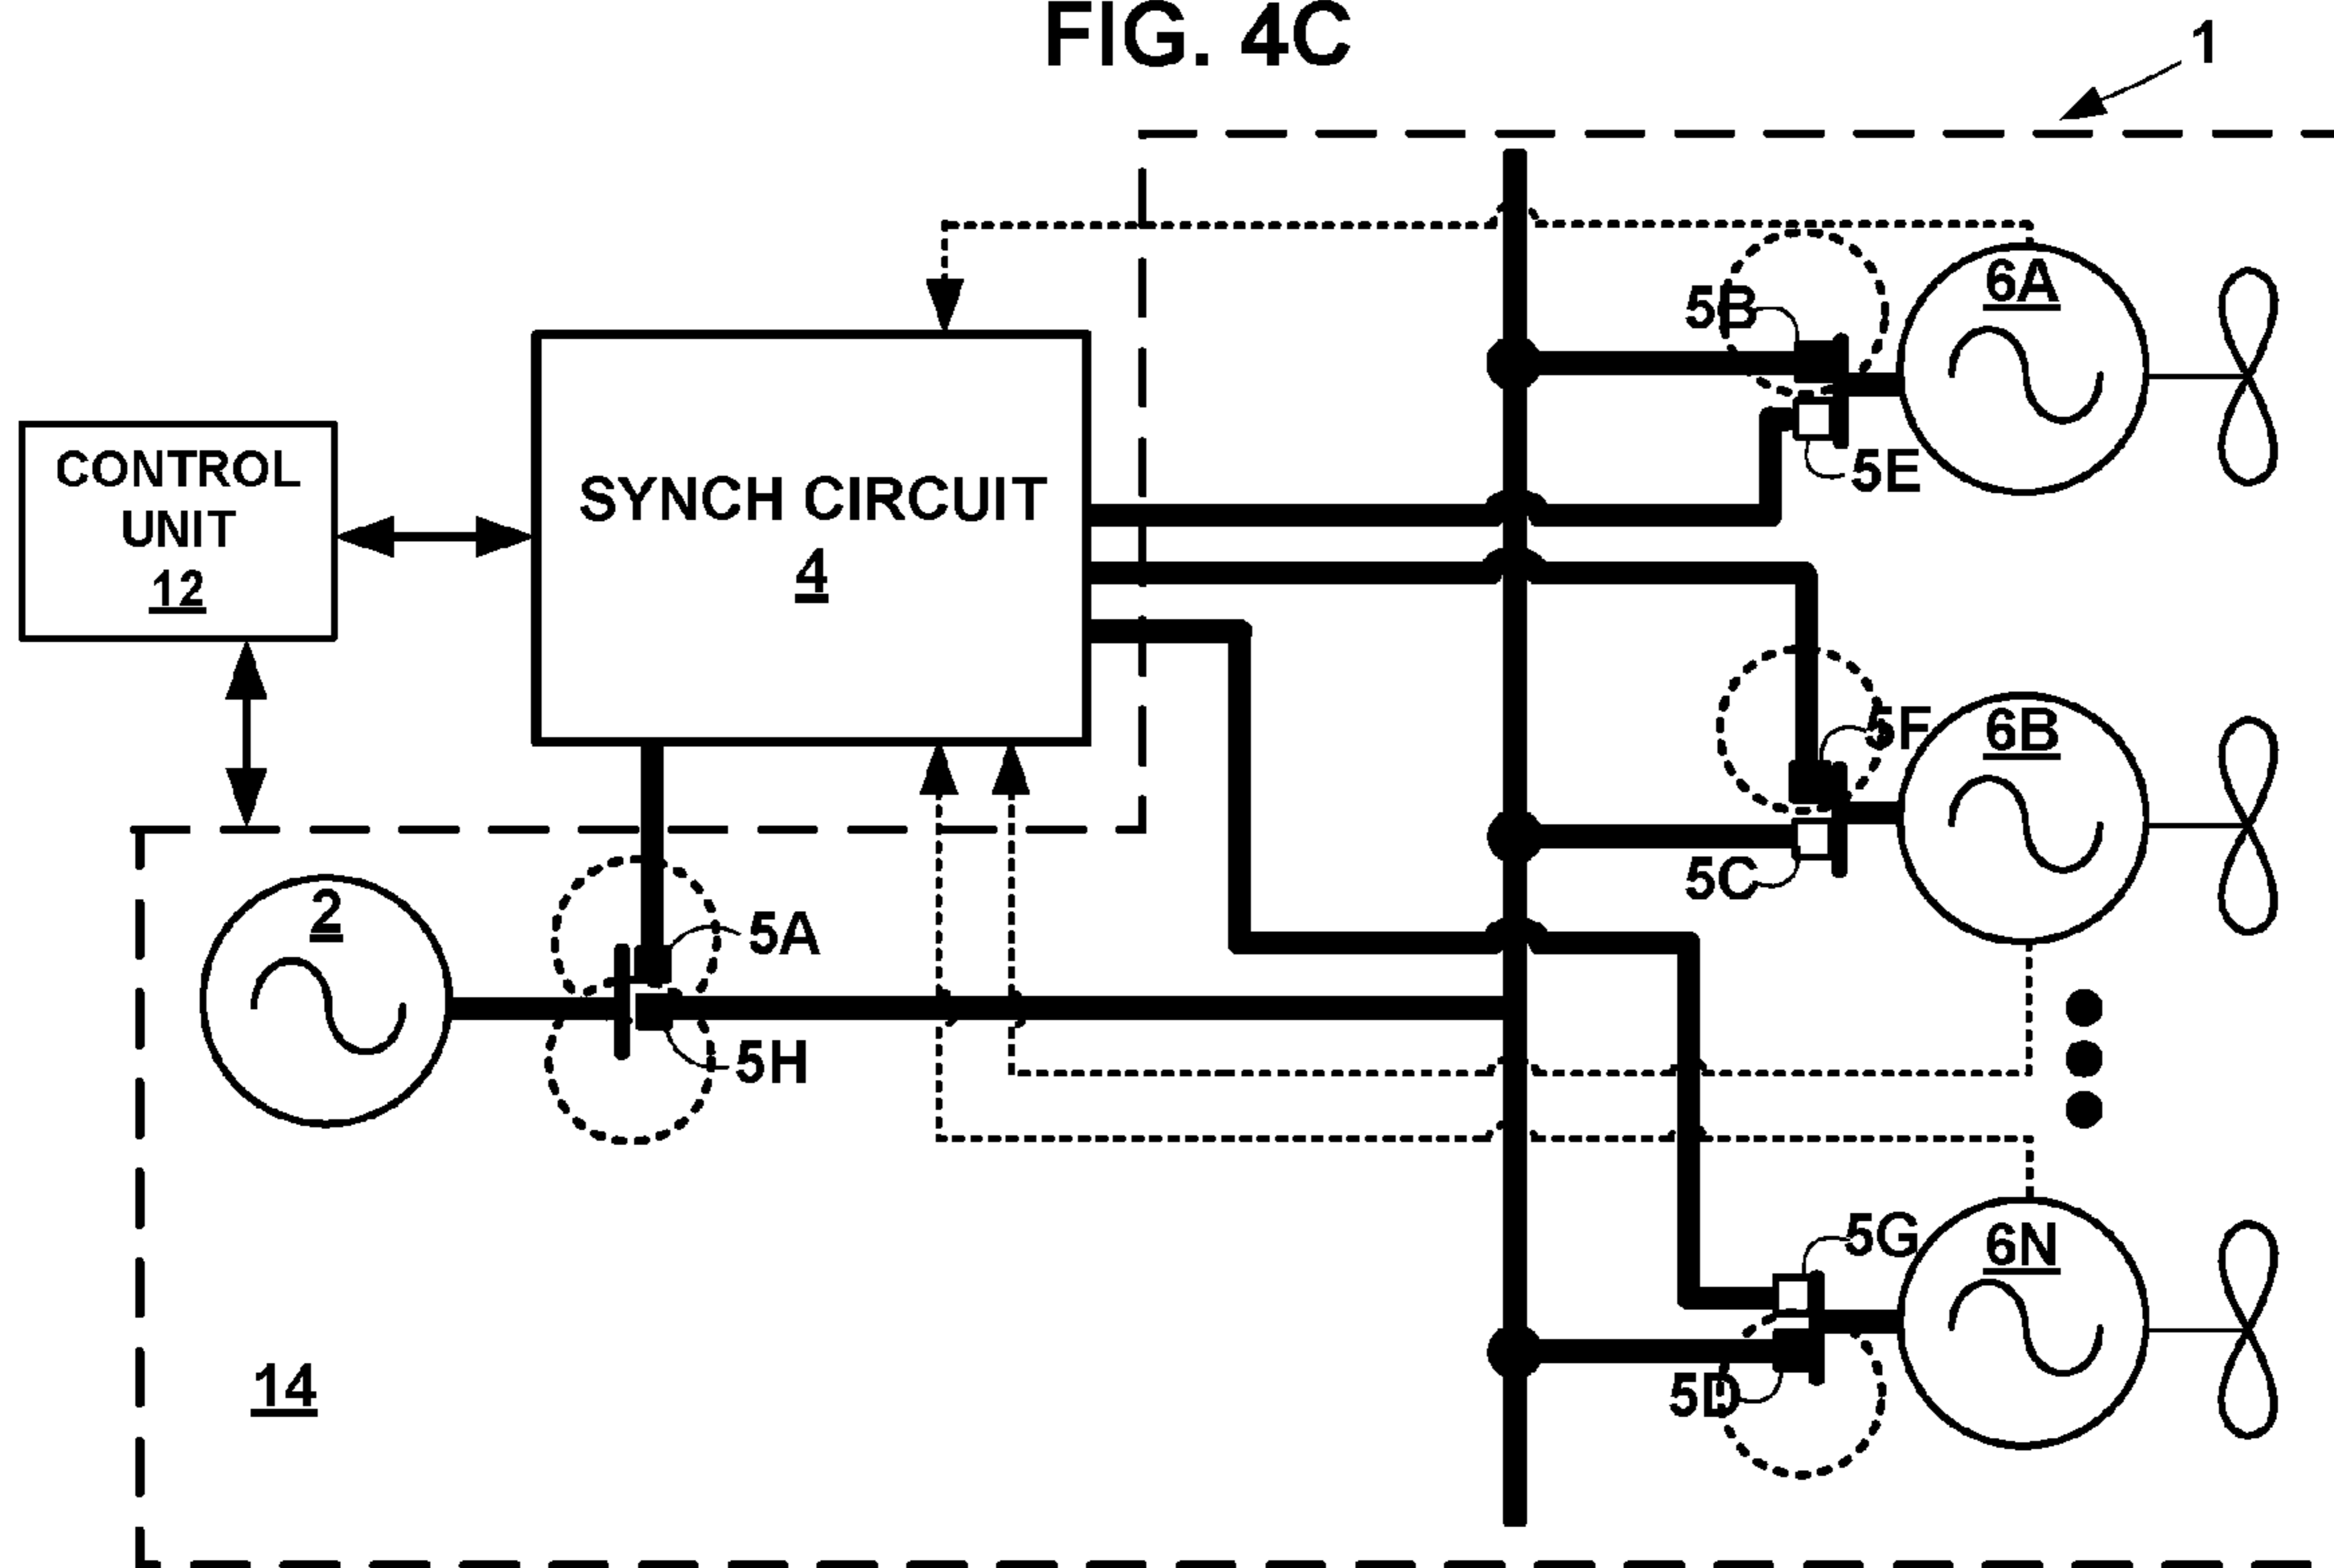 FIG. 4C
1
6A
5B
5E
CONTROL
UNIT
12
SYNCH CIRCUIT
4
5F
6B
5C
2
5A
5H
5G
6N
5D
14